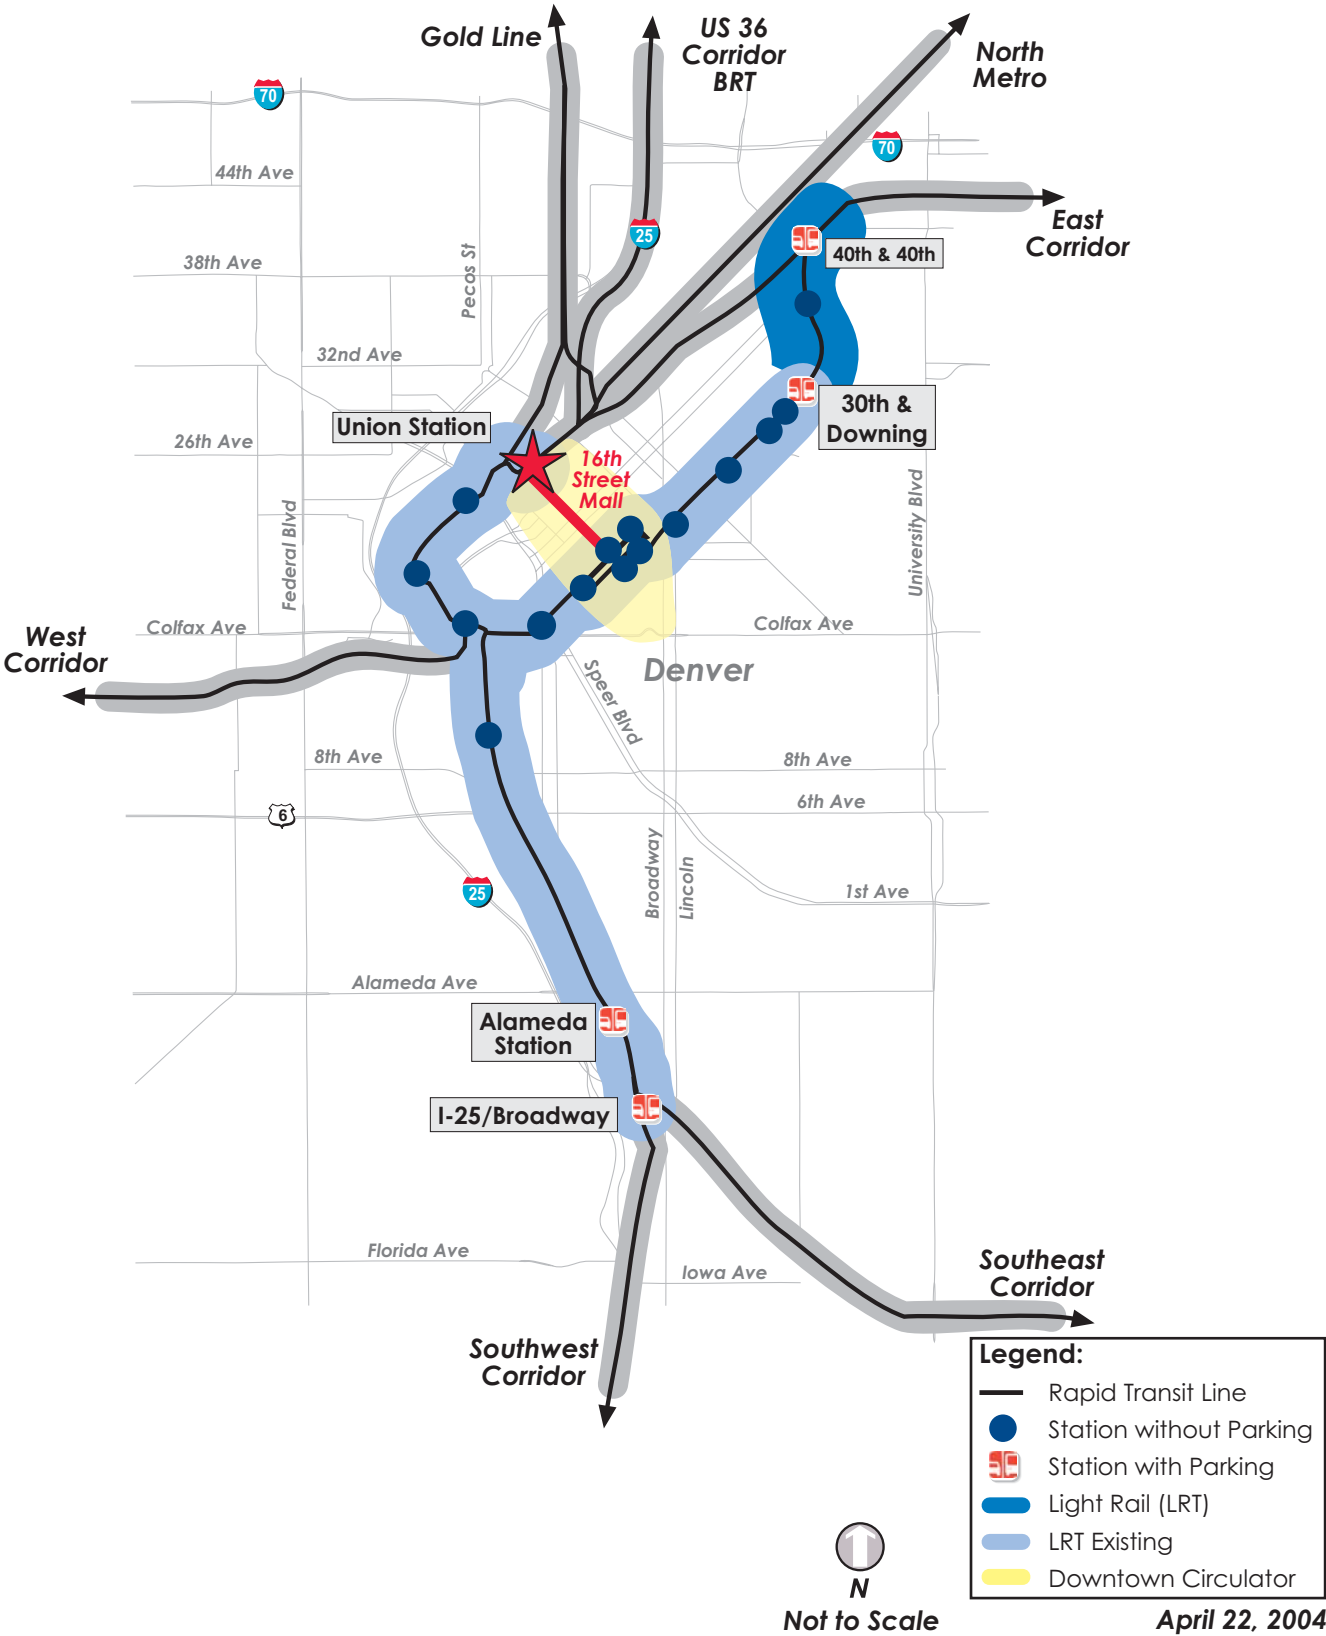 Gold Line
US 36
Corridor
BRT
North
Metro
70
70
44th Ave
East
Corridor
25
40th & 40th
38th Ave
Pecos St
32nd Ave
30th &
Downing
Union Station
26th Ave
16th
Street
Mall
Federal Blvd
University Blvd
West
Corridor
Colfax Ave
Colfax Ave
Denver
Speer Blvd
8th Ave
8th Ave
6th Ave
6
Broadway
Lincoln
25
1st Ave
Alameda Ave
Alameda
Station
I-25/Broadway
Florida Ave
Iowa Ave
Southeast
Corridor
Southwest
Corridor
Legend:
Rapid Transit Line
Station without Parking
Station with Parking
Light Rail (LRT)
LRT Existing
Downtown Circulator
N
Not to Scale
April 22, 2004